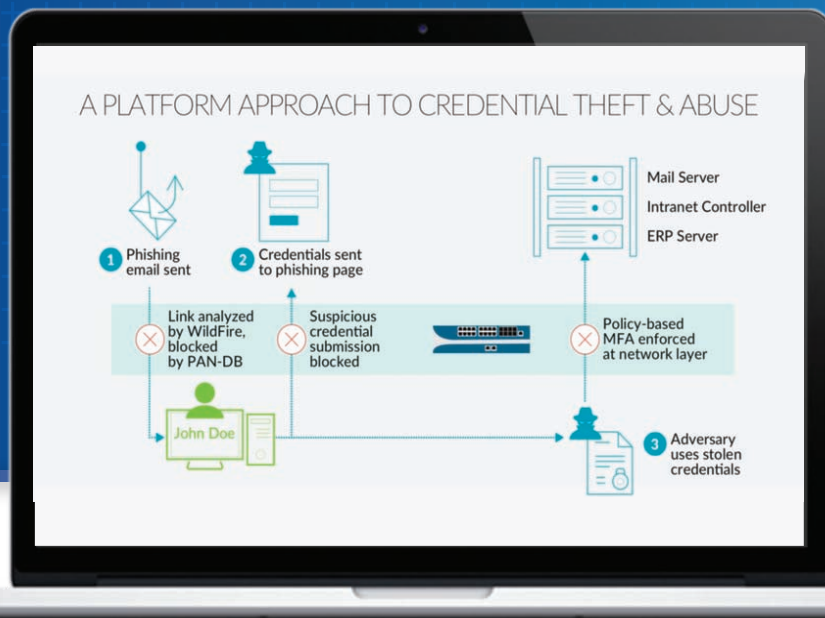 A PLATFORM APPROACH TO CREDENTIAL THEFT & ABUSE
1 Phishing
email sent
2 Credentials sent
to phishing page
Mail Server
Intranet Controller
ERP Server
Link analyzed
by WildFire,
blocked
by PAN-DB
Suspicious
credential
submission
blocked
Policy-based
MFA enforced
at network layer
John Doe
3 Adversary
uses stolen
credentials